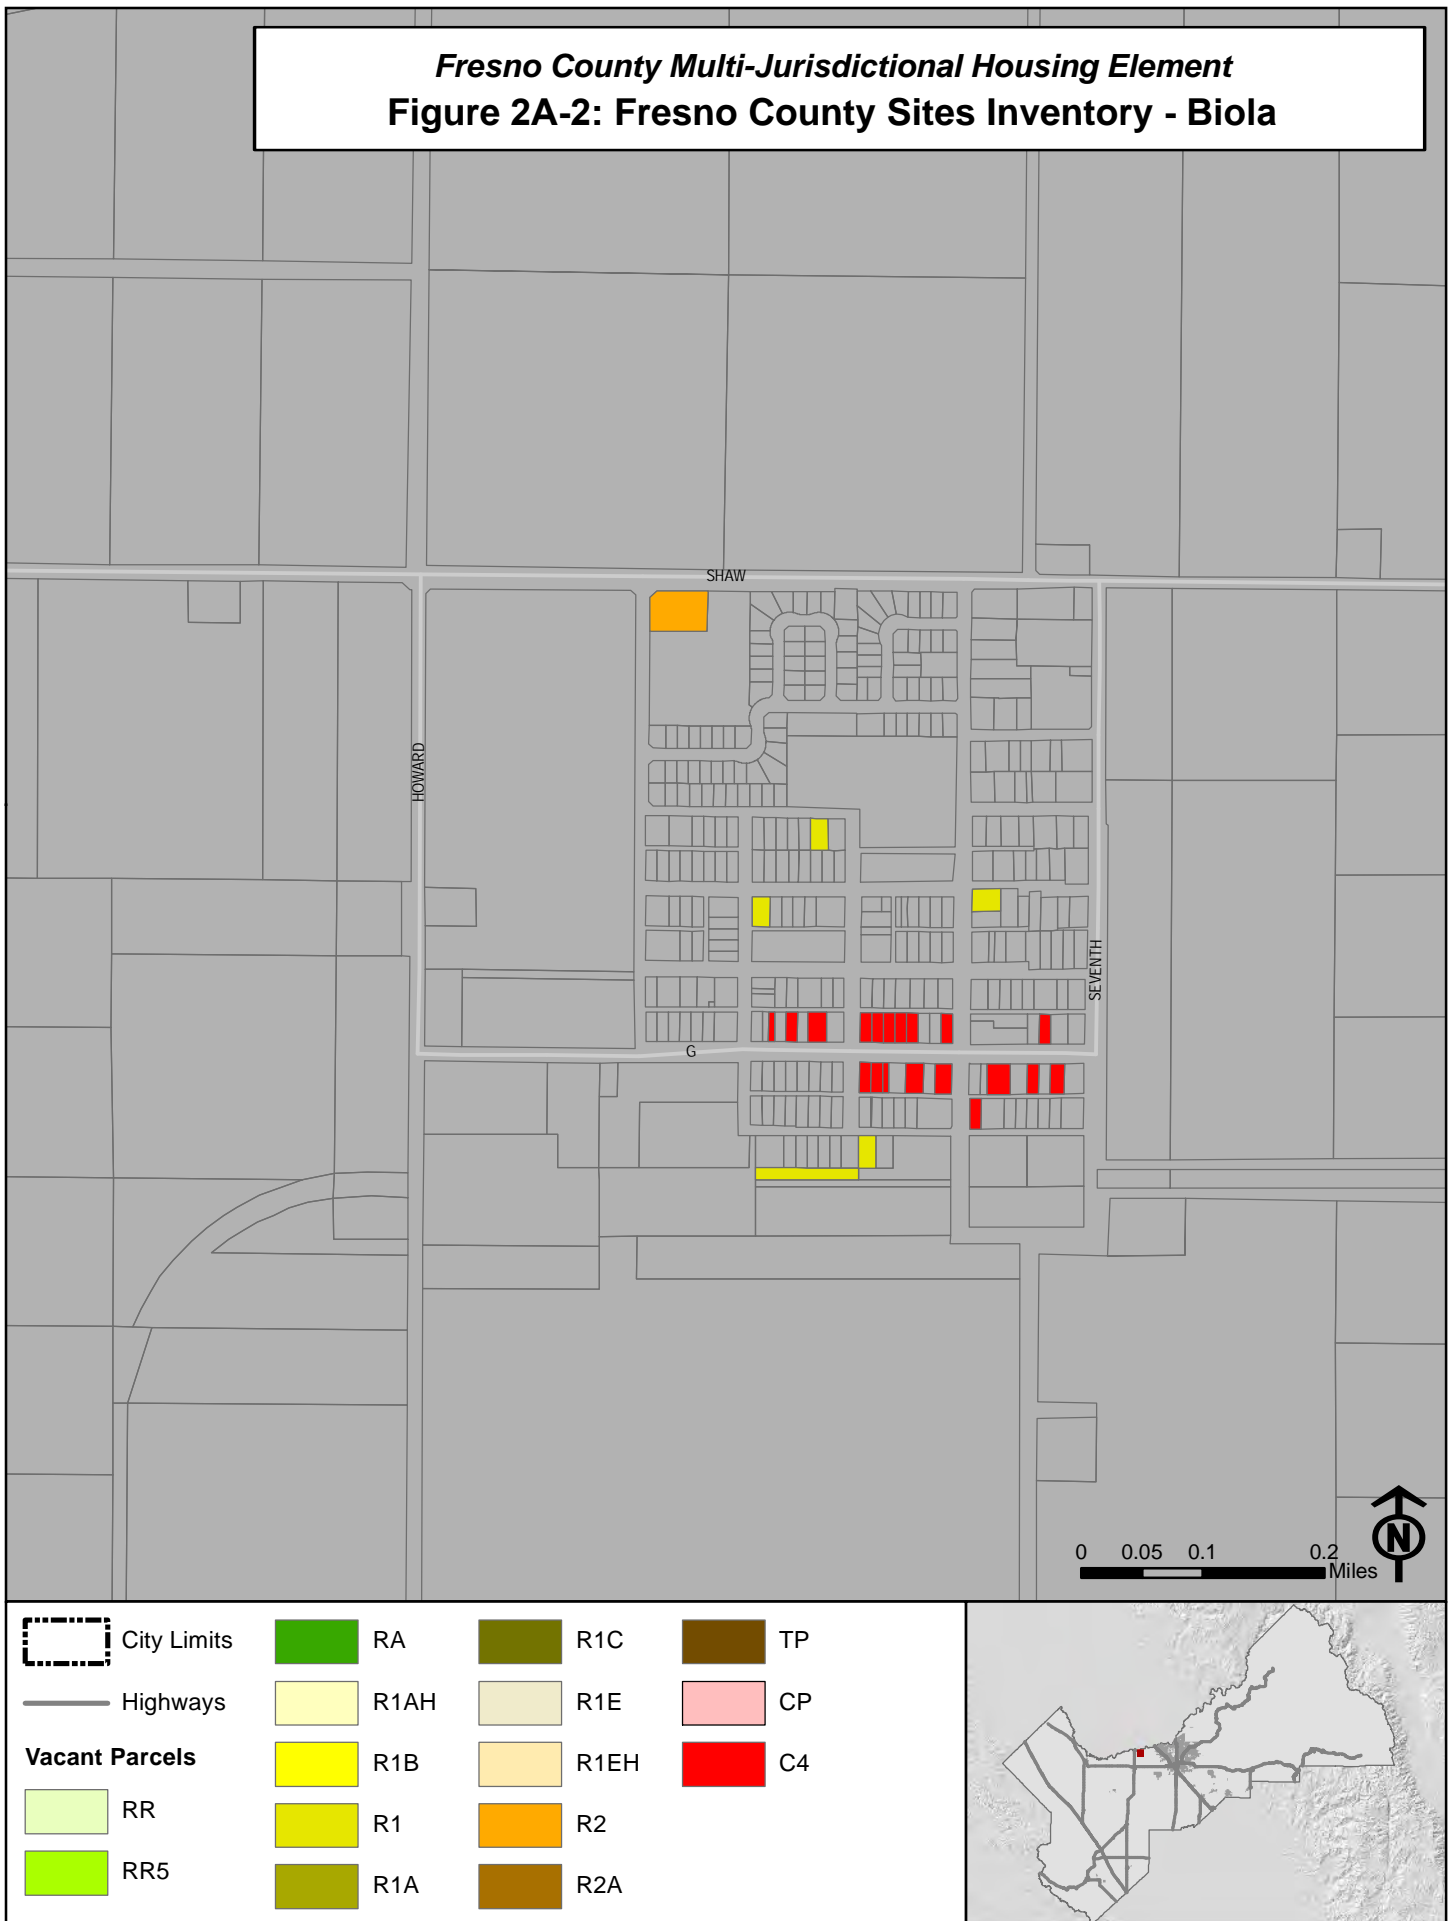 Fresno County Multi-Jurisdictional Housing Element
Figure 2A-2: Fresno County Sites Inventory - Biola
SHAW
HOWARD
SEVENTH
G
0 0.05 0.1 0.2
Miles
N
City Limits
Highways
Vacant Parcels
RR
RR5
RA
R1AH
R1B
R1
R1A
R1C
R1E
R1EH
R2
R2A
TP
CP
C4